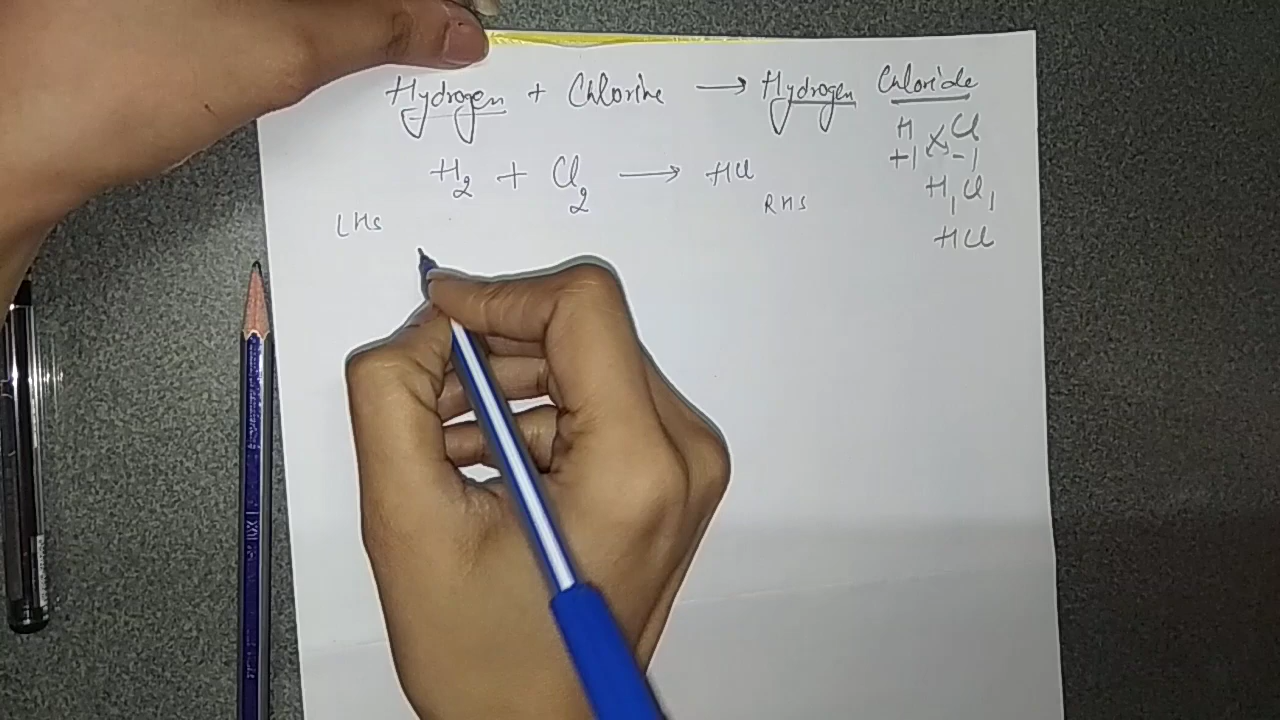 Hydrogen + Chlorine → Hydrogen Chloride
H Cl
+1 -1
H₂ + Cl₂ → HCl
H₁Cl₁
LHS RHS
HCl